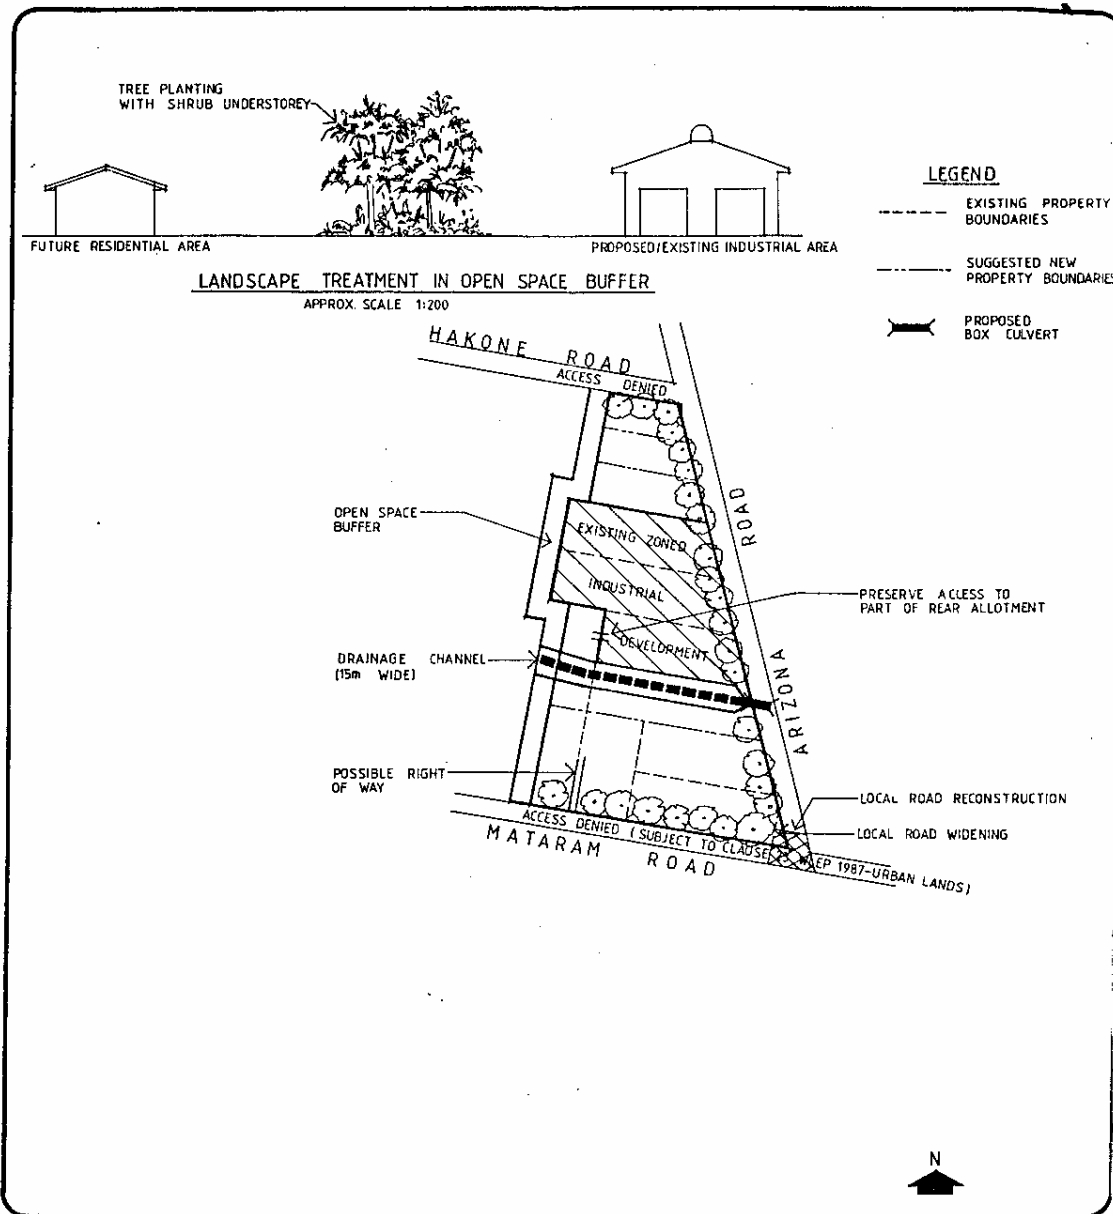 TREE PLANTING
WITH SHRUB UNDERSTOREY
FUTURE RESIDENTIAL AREA
PROPOSED/EXISTING INDUSTRIAL AREA
LANDSCAPE TREATMENT IN OPEN SPACE BUFFER
APPROX. SCALE 1:200
LEGEND
EXISTING PROPERTY
BOUNDARIES
SUGGESTED NEW
PROPERTY BOUNDARIES
PROPOSED
BOX CULVERT
HAKONE ROAD
ACCESS DENIED
OPEN SPACE
BUFFER
EXISTING ZONED
INDUSTRIAL
DEVELOPMENT
ARIZONA ROAD
PRESERVE ACCESS TO
PART OF REAR ALLOTMENT
DRAINAGE CHANNEL
(15m WIDE)
POSSIBLE RIGHT
OF WAY
LOCAL ROAD RECONSTRUCTION
LOCAL ROAD WIDENING
ACCESS DENIED (SUBJECT TO CLAUSE EP 1987-URBAN LANDS)
MATARAM ROAD
N